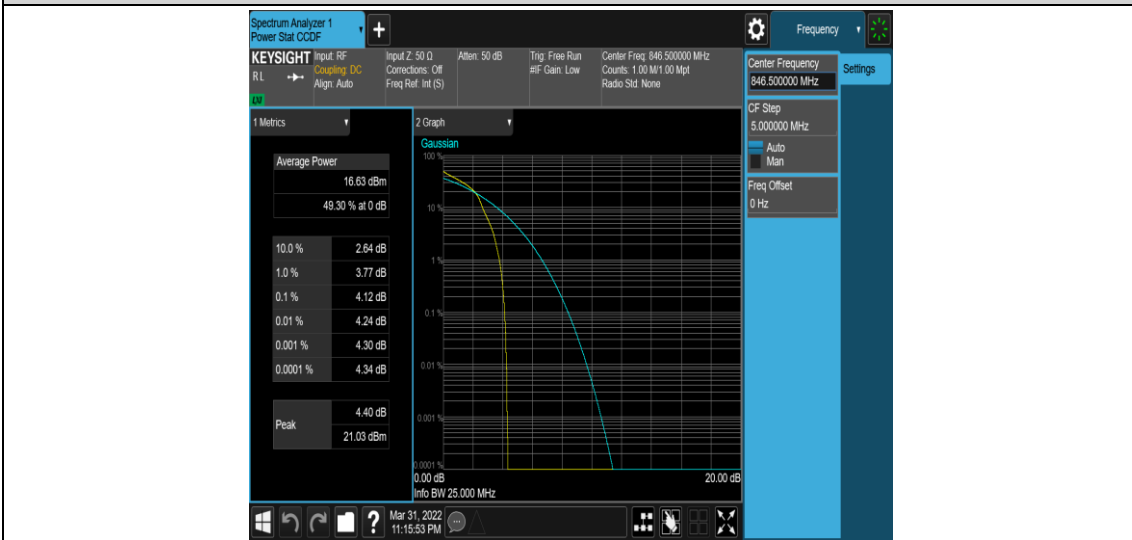 Spectrum Analyzer 1
Power Stat CCDF
+
Frequency
KEYSIGHT
R L
LXI
Input: RF
Coupling: DC
Align: Auto
Input Z: 50 Ω
Corrections: Off
Freq Ref: Int (S)
Atten: 50 dB
Trig: Free Run
#IF Gain: Low
Center Freq: 846.500000 MHz
Counts: 1.00 M/1.00 Mpt
Radio Std: None
Center Frequency
846.500000 MHz
Settings
CF Step
5.000000 MHz
Auto
Man
Freq Offset
0 Hz
1 Metrics
Average Power
16.63 dBm
49.30 % at 0 dB
10.0 % 2.64 dB
1.0 % 3.77 dB
0.1 % 4.12 dB
0.01 % 4.24 dB
0.001 % 4.30 dB
0.0001 % 4.34 dB
Peak
4.40 dB
21.03 dBm
2 Graph
Gaussian
100 %
10 %
1 %
0.1 %
0.01 %
0.001 %
0.0001 %
0.00 dB
20.00 dB
Info BW 25.000 MHz
?
Mar 31, 2022
11:15:53 PM